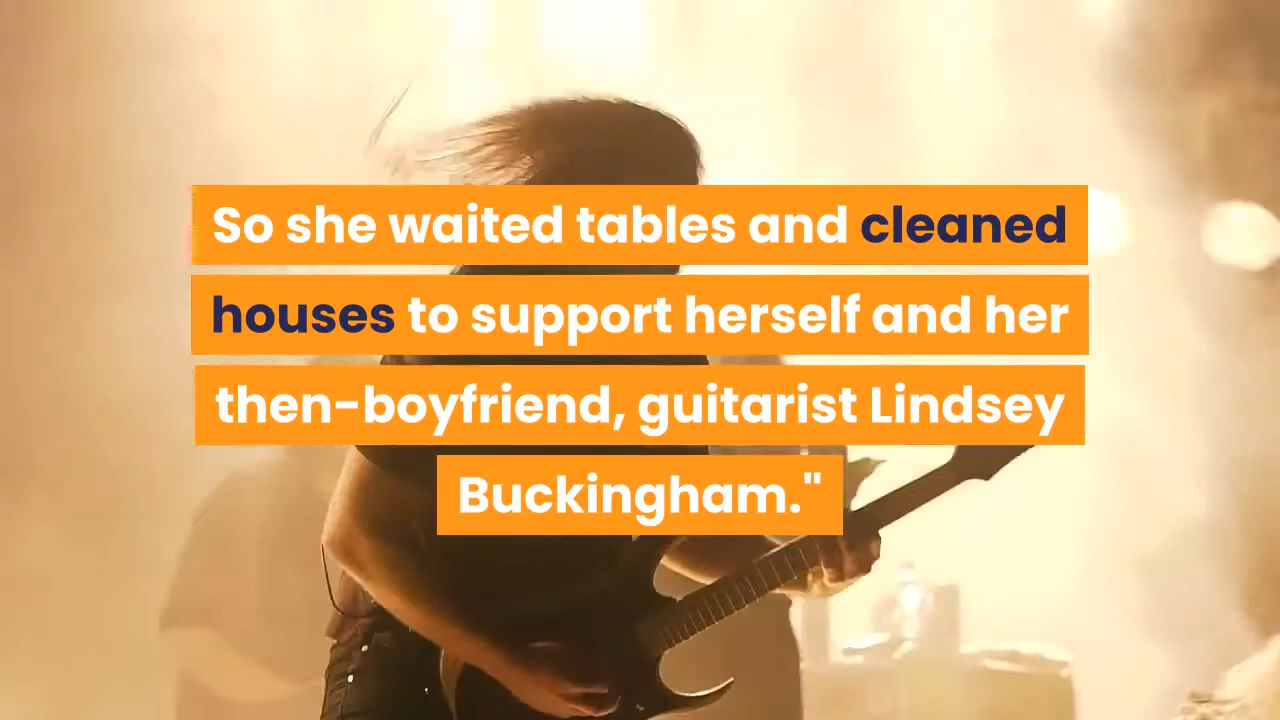 So she waited tables and cleaned
houses to support herself and her
then-boyfriend, guitarist Lindsey
Buckingham."